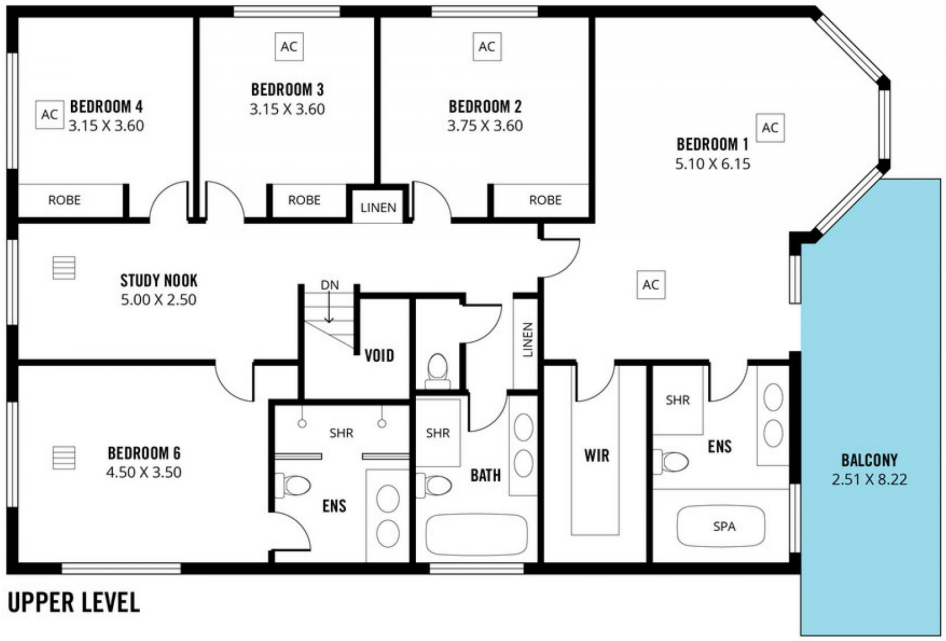 AC
BEDROOM 4
3.15 X 3.60
ROBE
AC
BEDROOM 3
3.15 X 3.60
ROBE
LINEN
AC
BEDROOM 2
3.75 X 3.60
ROBE
AC
BEDROOM 1
5.10 X 6.15
AC
STUDY NOOK
5.00 X 2.50
DN
VOID
LINEN
BEDROOM 6
4.50 X 3.50
SHR
ENS
SHR
BATH
WIR
SHR
ENS
SPA
BALCONY
2.51 X 8.22
UPPER LEVEL